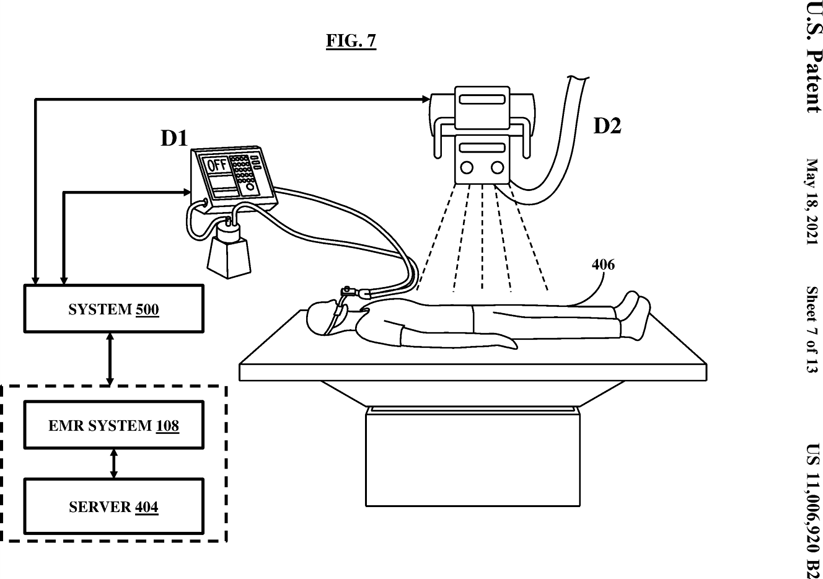 U.S. Patent
May 18, 2021
Sheet 7 of 13
US 11,006,920 B2
FIG. 7
D1
D2
OFF
406
SYSTEM 500
EMR SYSTEM 108
SERVER 404